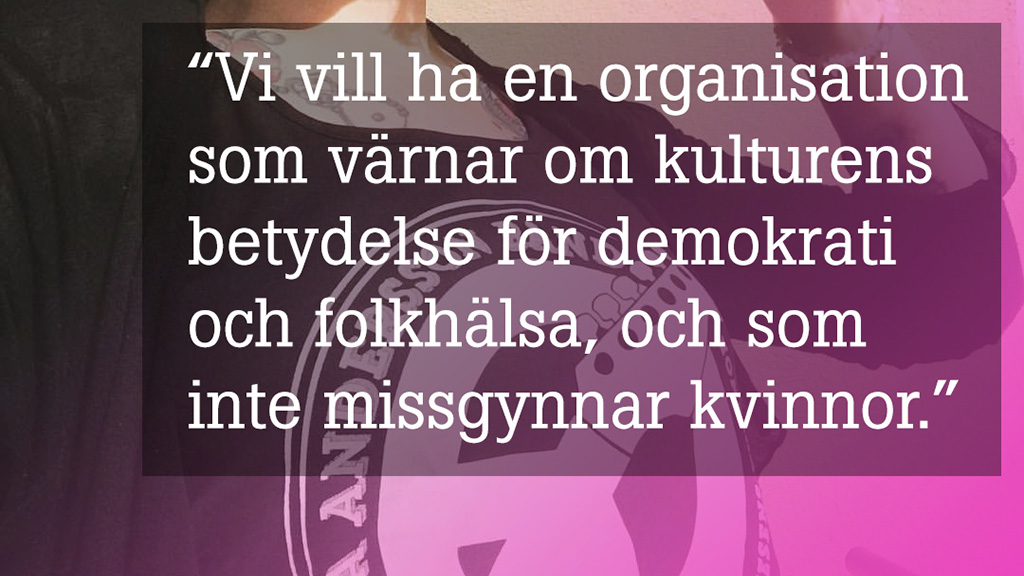 “Vi vill ha en organisation
som värnar om kulturens
betydelse för demokrati
och folkhälsa, och som
inte missgynnar kvinnor.”
ANDERSSON